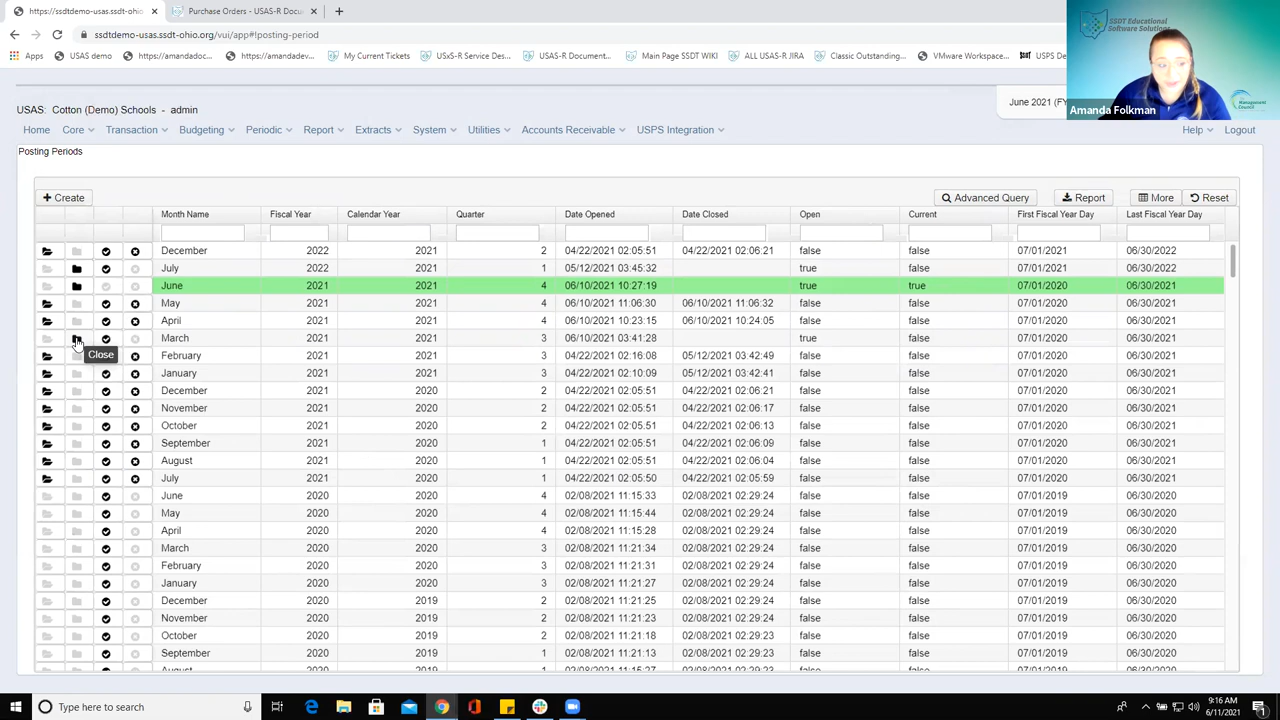 https://ssdtdemo-usas.ssdt-ohio
Purchase Orders - USAS-R Docu
ssdtdemo-usas.ssdt-ohio.org/vui/app#!posting-period
Apps USAS demo https://amandadoc... https://amandadev... My Current Tickets USxS-R Service Des... USAS-R Document... Main Page WIKI ALL USAS-R JIRA Classic Outstanding... VMware Workspace... USPS De
SSDT Educational
Software Solutions
Management
Council
Amanda Folkman
USAS: Cotton (Demo) Schools - admin
June 2021 (FY
Home Core Transaction Budgeting Periodic Report Extracts System Utilities Accounts Receivable USPS Integration Help Logout
Posting Periods
Create Advanced Query Report More Reset
Month Name Fiscal Year Calendar Year Quarter Date Opened Date Closed Open Current First Fiscal Year Day Last Fiscal Year Day
December 2022 2021 2 04/22/2021 02:05:51 04/22/2021 02:06:21 false false 07/01/2021 06/30/2022
July 2022 2021 1 05/12/2021 03:45:32 true false 07/01/2021 06/30/2022
June 2021 2021 4 06/10/2021 10:27:19 true true 07/01/2020 06/30/2021
May 2021 2021 4 06/10/2021 11:06:30 06/10/2021 11:06:32 false false 07/01/2020 06/30/2021
April 2021 2021 4 06/10/2021 10:23:15 06/10/2021 10:24:05 false false 07/01/2020 06/30/2021
March 2021 2021 3 06/10/2021 03:41:28 true false 07/01/2020 06/30/2021
Close
February 2021 2021 3 04/22/2021 02:16:08 05/12/2021 03:42:49 false false 07/01/2020 06/30/2021
January 2021 2021 3 04/22/2021 02:10:09 05/12/2021 03:42:41 false false 07/01/2020 06/30/2021
December 2021 2020 2 04/22/2021 02:05:51 04/22/2021 02:06:21 false false 07/01/2020 06/30/2021
November 2021 2020 2 04/22/2021 02:05:51 04/22/2021 02:06:17 false false 07/01/2020 06/30/2021
October 2021 2020 2 04/22/2021 02:05:51 04/22/2021 02:06:13 false false 07/01/2020 06/30/2021
September 2021 2020 1 04/22/2021 02:05:51 04/22/2021 02:06:09 false false 07/01/2020 06/30/2021
August 2021 2020 1 04/22/2021 02:05:51 04/22/2021 02:06:04 false false 07/01/2020 06/30/2021
July 2021 2020 1 04/22/2021 02:05:50 04/22/2021 02:05:59 false false 07/01/2020 06/30/2021
June 2020 2020 4 02/08/2021 11:15:33 02/08/2021 02:29:24 false false 07/01/2019 06/30/2020
May 2020 2020 4 02/08/2021 11:15:44 02/08/2021 02:29:24 false false 07/01/2019 06/30/2020
April 2020 2020 4 02/08/2021 11:15:28 02/08/2021 02:29:24 false false 07/01/2019 06/30/2020
March 2020 2020 3 02/08/2021 11:21:34 02/08/2021 02:29:24 false false 07/01/2019 06/30/2020
February 2020 2020 3 02/08/2021 11:21:31 02/08/2021 02:29:24 false false 07/01/2019 06/30/2020
January 2020 2020 3 02/08/2021 11:21:27 02/08/2021 02:29:24 false false 07/01/2019 06/30/2020
December 2020 2019 2 02/08/2021 11:21:25 02/08/2021 02:29:24 false false 07/01/2019 06/30/2020
November 2020 2019 2 02/08/2021 11:21:23 02/08/2021 02:29:24 false false 07/01/2019 06/30/2020
October 2020 2019 2 02/08/2021 11:21:18 02/08/2021 02:29:23 false false 07/01/2019 06/30/2020
September 2020 2019 1 02/08/2021 11:21:15 02/08/2021 02:29:23 false false 07/01/2019 06/30/2020
August 2020 2019 1 02/08/2021 11:15:27 02/08/2021 02:29:23 false false 07/01/2019 06/30/2020
Type here to search
9:16 AM
6/11/2021
1